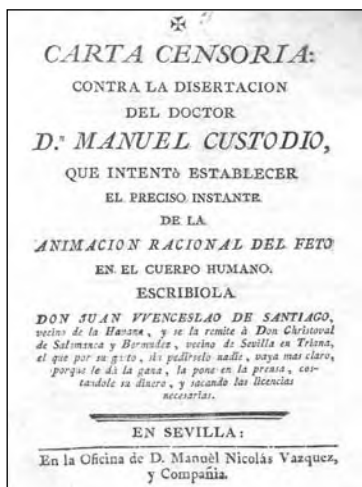 CARTA CENSORIA:
CONTRA LA DISERTACION
DEL DOCTOR
D.ⁿ MANUEL CUSTODIO,
QUE INTENTÒ ESTABLECER
EL PRECISO INSTANTE
DE LA
ANIMACION RACIONAL DEL FETO
EN EL CUERPO HUMANO.
ESCRIBIOLA
DON JUAN VVENCESLAO DE SANTIAGO,
vecino de la Havana, y se la remite à Don Christoval
de Salamanca y Bermudez, vecino de Sevilla en Triana,
el que por su gusto, sin pedirselo nadie, vaya mas claro,
porque le dà la gana, la pone en la prensa, cos-
tandole su dinero, y sacando las licencias
necesarias.
EN SEVILLA:
En la Oficina de D. Manuèl Nicolás Vazquez,
y Compañia.